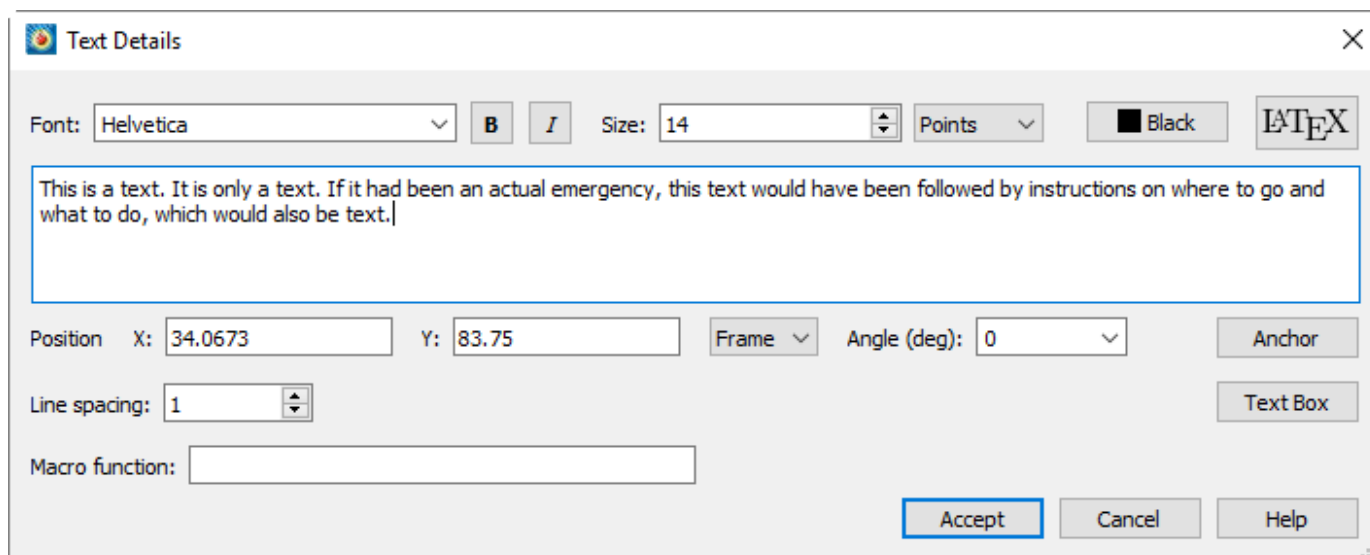 Text Details
Font: Helvetica B I Size: 14 Points Black LATEX
This is a text. It is only a text. If it had been an actual emergency, this text would have been followed by instructions on where to go and
what to do, which would also be text.
Position X: 34.0673 Y: 83.75 Frame Angle (deg): 0 Anchor
Line spacing: 1 Text Box
Macro function:
Accept Cancel Help